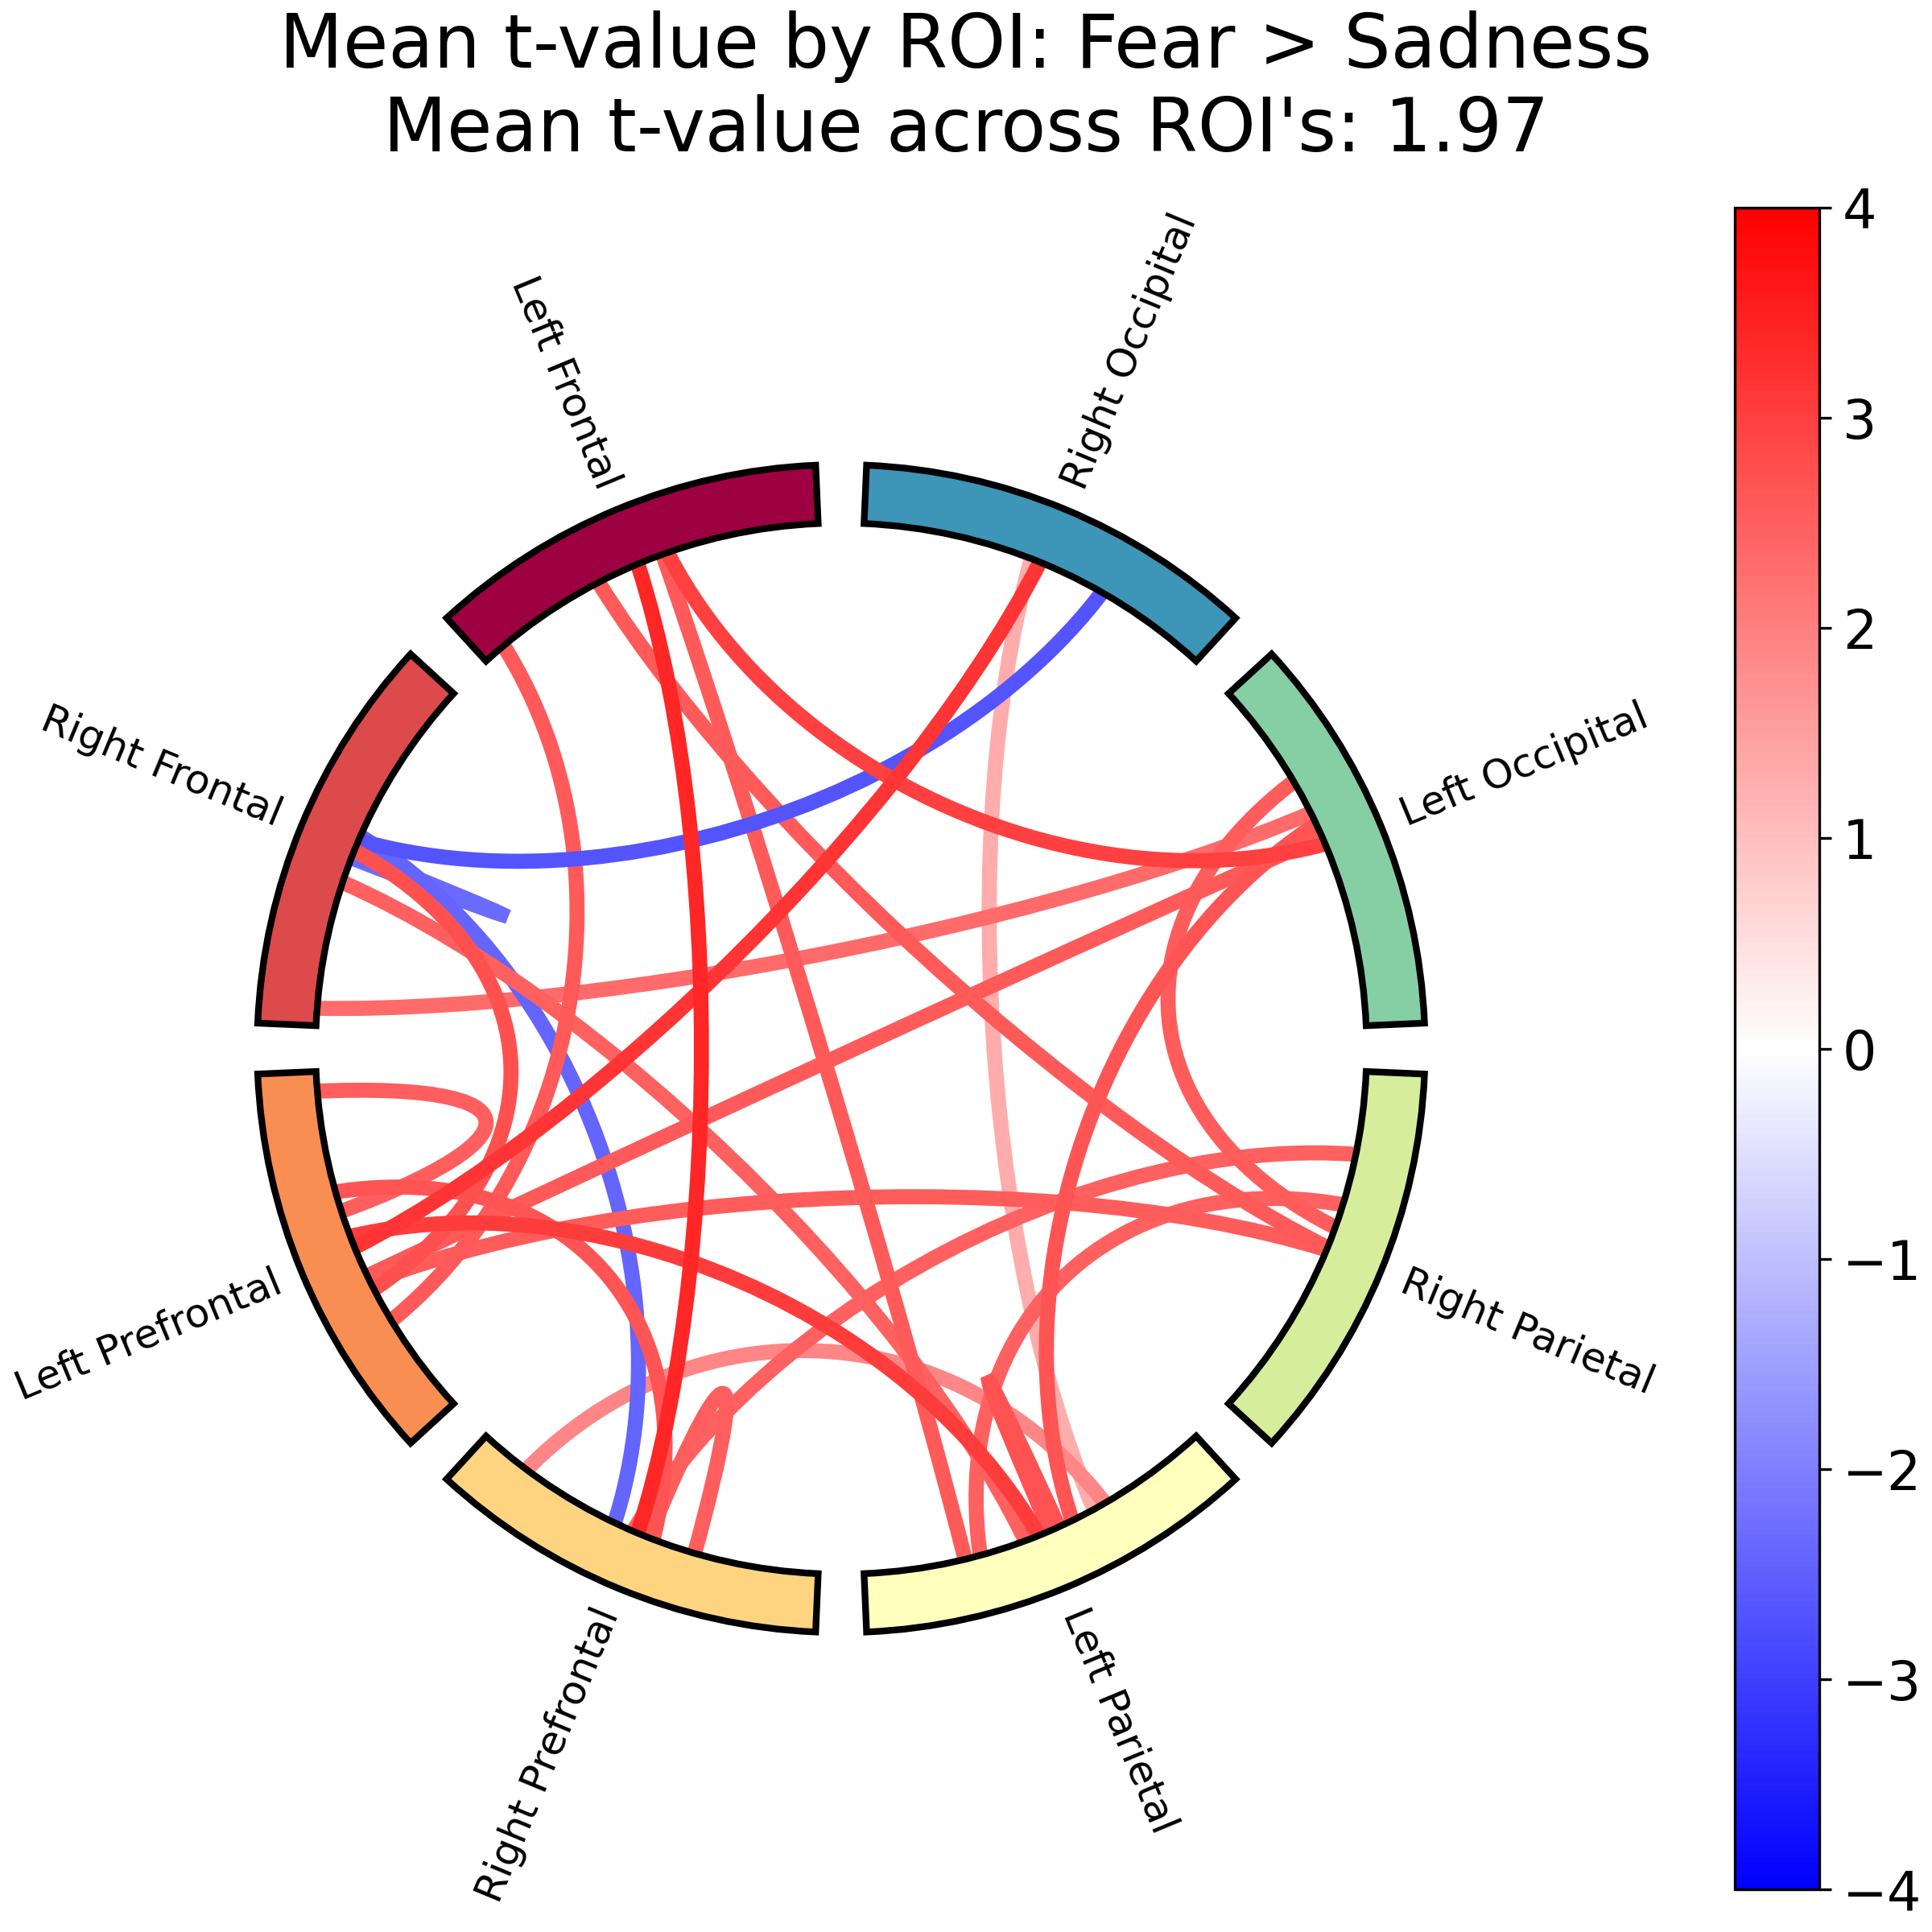 Mean t-value by ROI: Fear > Sadness
Mean t-value across ROI's: 1.97
Left Frontal
Right Occipital
Right Frontal
Left Occipital
Left Prefrontal
Right Parietal
Right Prefrontal
Left Parietal
4
3
2
1
0
−1
−2
−3
−4